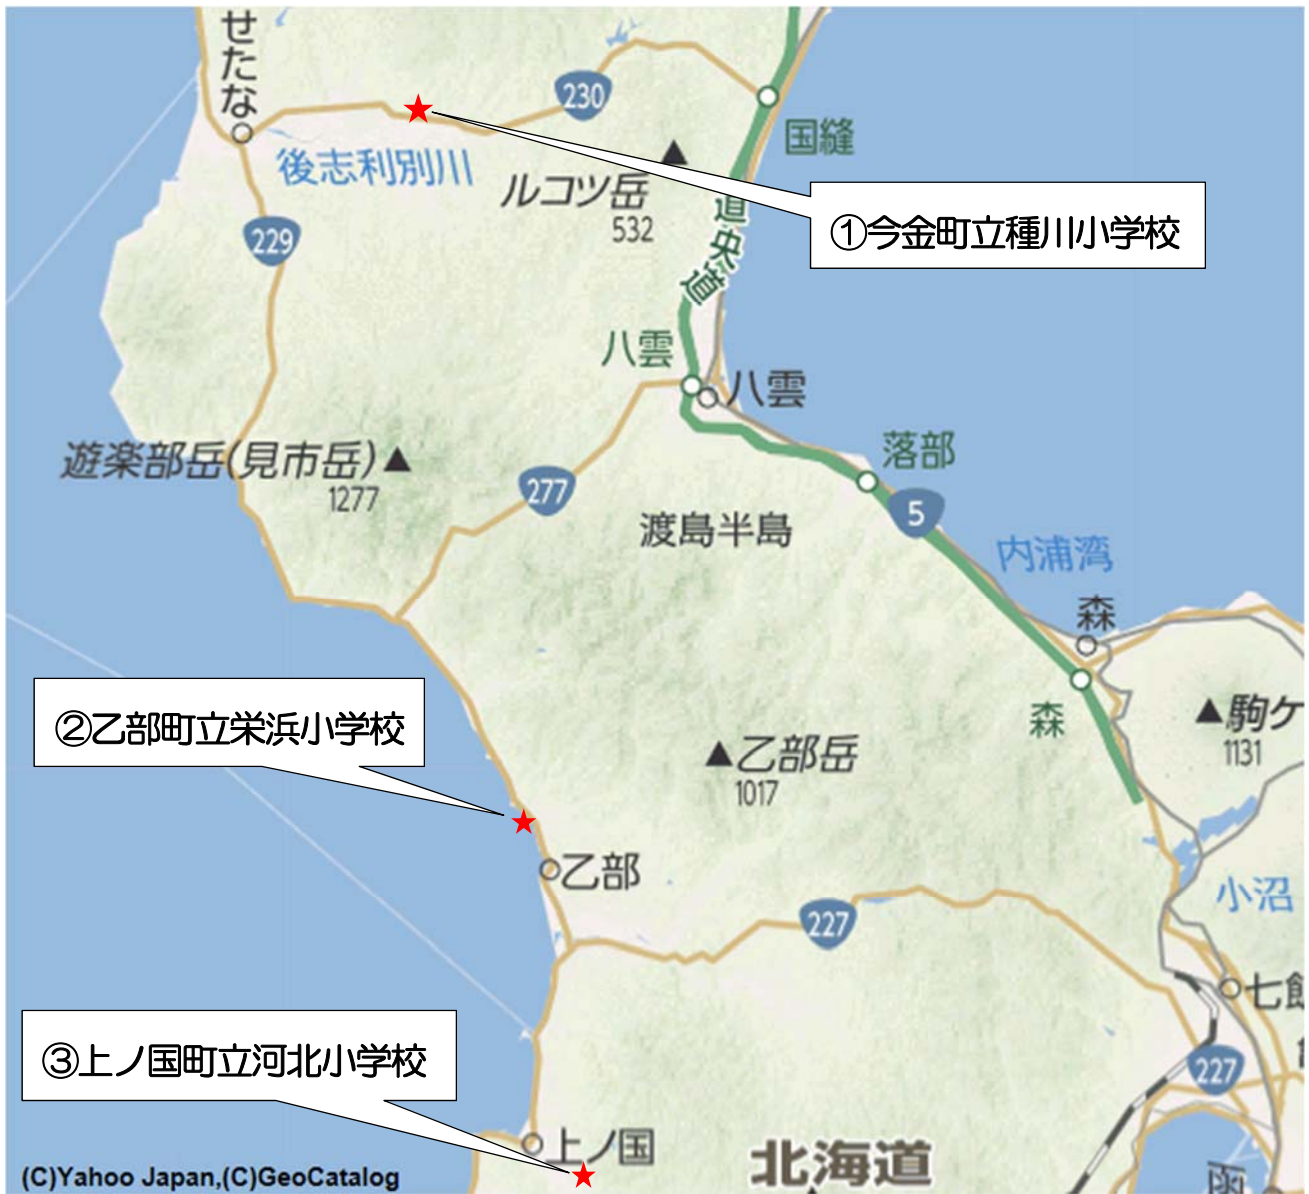 せたな
230
国縫
後志利別川
ルコツ岳
532
①今金町立種川小学校
229
道央道
八雲
八雲
落部
遊楽部岳(見市岳)
1277
277
5
渡島半島
内浦湾
森
②乙部町立栄浜小学校
森
駒ケ
1131
乙部岳
1017
乙部
小沼
227
七飯
③上ノ国町立河北小学校
227
上ノ国
北海道
函
(C)Yahoo Japan,(C)GeoCatalog